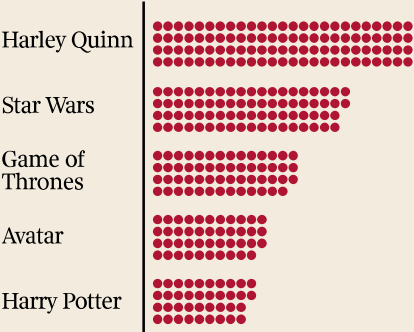 Harley Quinn
Star Wars
Game of
Thrones
Avatar
Harry Potter